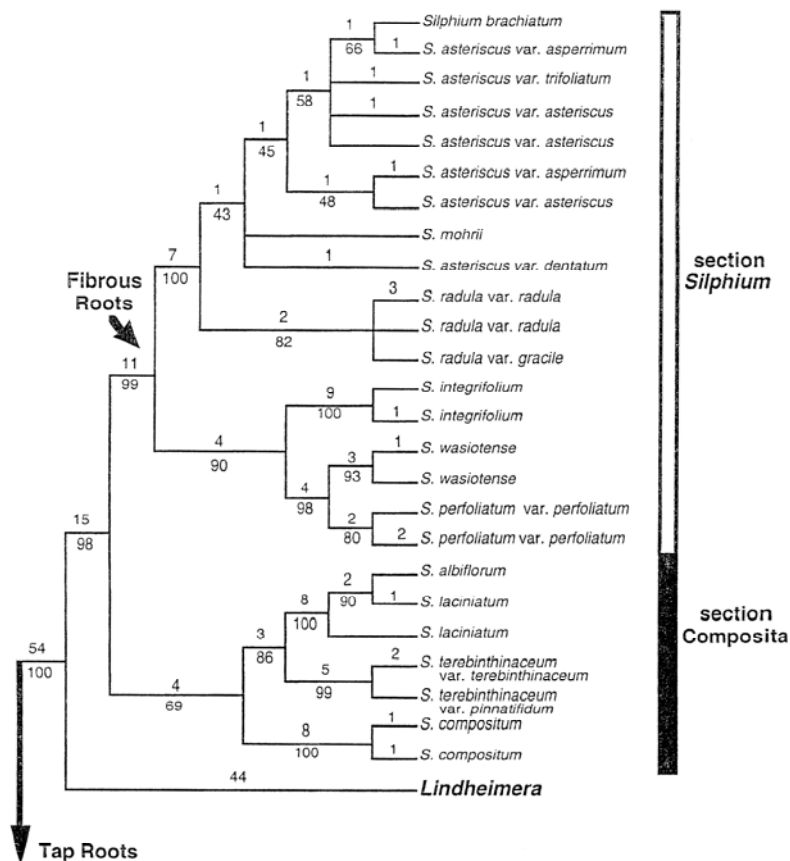 1
Silphium brachiatum
66
1
S. asteriscus var. asperrimum
1
58
1
S. asteriscus var. trifoliatum
1
S. asteriscus var. asteriscus
1
45
S. asteriscus var. asteriscus
1
48
1
S. asteriscus var. asperrimum
S. asteriscus var. asteriscus
1
43
S. mohrii
1
S. asteriscus var. dentatum
7
100
Fibrous
Roots
3
S. radula var. radula
2
82
S. radula var. radula
S. radula var. gracile
11
99
9
100
S. integrifolium
1
S. integrifolium
4
90
1
S. wasiotense
3
93
S. wasiotense
4
98
2
80
S. perfoliatum var. perfoliatum
2
S. perfoliatum var. perfoliatum
section
Silphium
15
98
S. albiflorum
2
90
1
S. laciniatum
8
100
S. laciniatum
3
86
2
S. terebinthinaceum
var. terebinthinaceum
5
99
S. terebinthinaceum
var. pinnatifidum
4
69
1
S. compositum
8
100
1
S. compositum
section
Composita
54
100
44
Lindheimera
Tap Roots